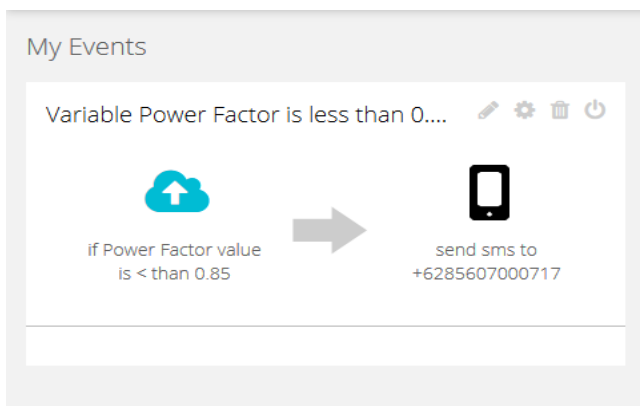 My Events
Variable Power Factor is less than 0....
if Power Factor value
is < than 0.85
send sms to
+6285607000717